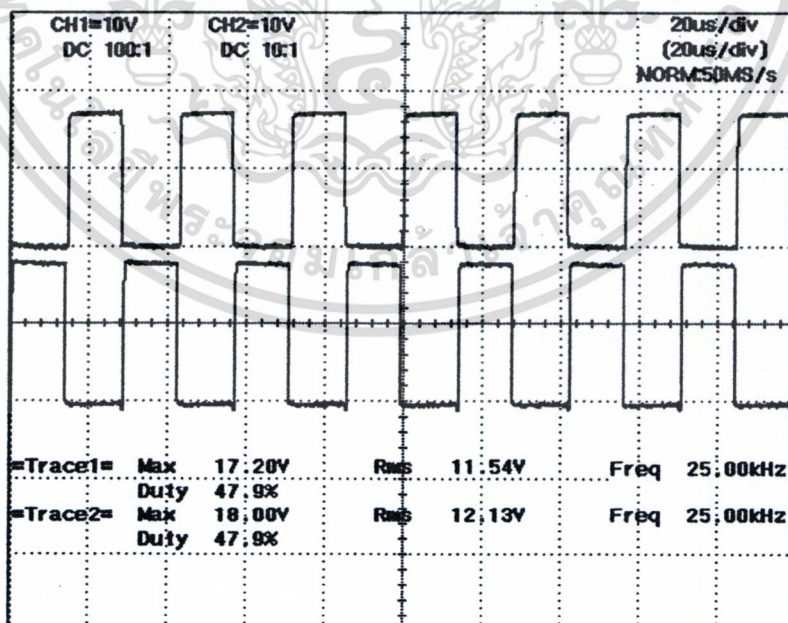 CH1=10V CH2=10V 20us/div
DC 100:1 DC 10:1 (20us/div)
NORM:50MS/s
=Trace1= Max 17.20V Rms 11.54V Freq 25.00kHz
Duty 47.9%
=Trace2= Max 18.00V Rms 12.13V Freq 25.00kHz
Duty 47.9%